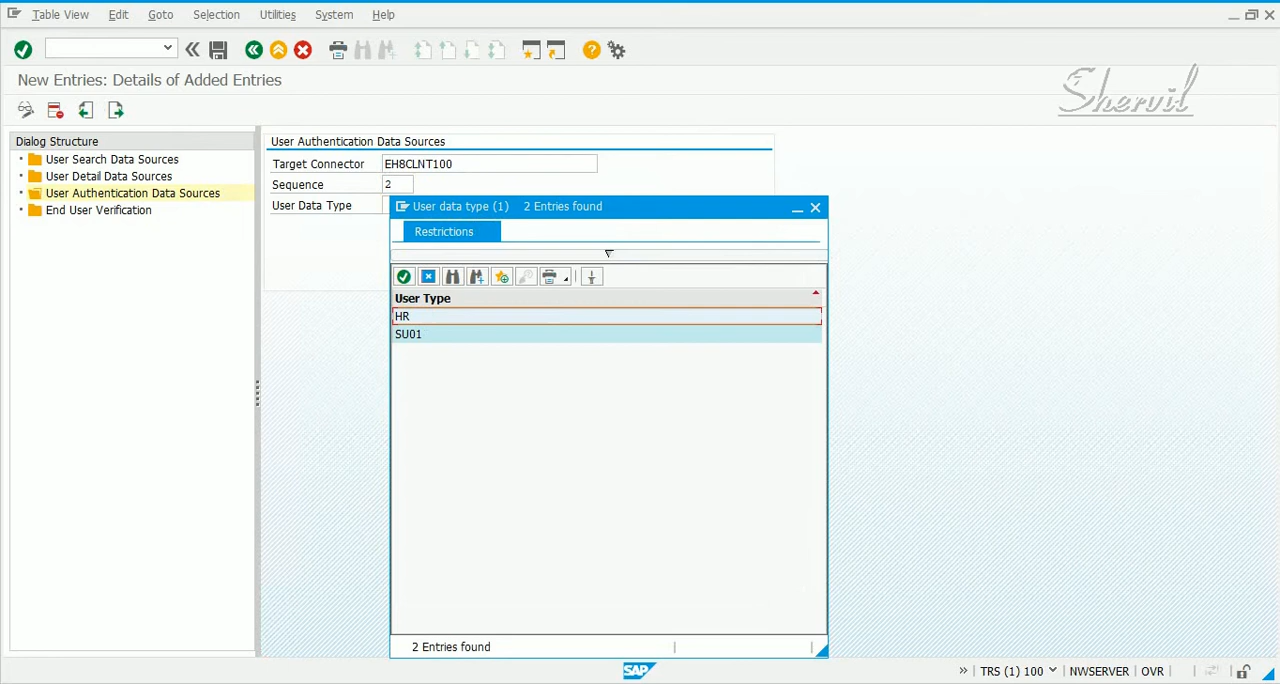 Table View Edit Goto Selection Utilities System Help
New Entries: Details of Added Entries
Shervil
Dialog Structure
User Search Data Sources
User Detail Data Sources
User Authentication Data Sources
End User Verification
User Authentication Data Sources
Target Connector EH8CLNT100
Sequence 2
User Data Type
User data type (1) 2 Entries found
Restrictions
User Type
HR
SU01
2 Entries found
SAP
TRS (1) 100 NWSERVER OVR